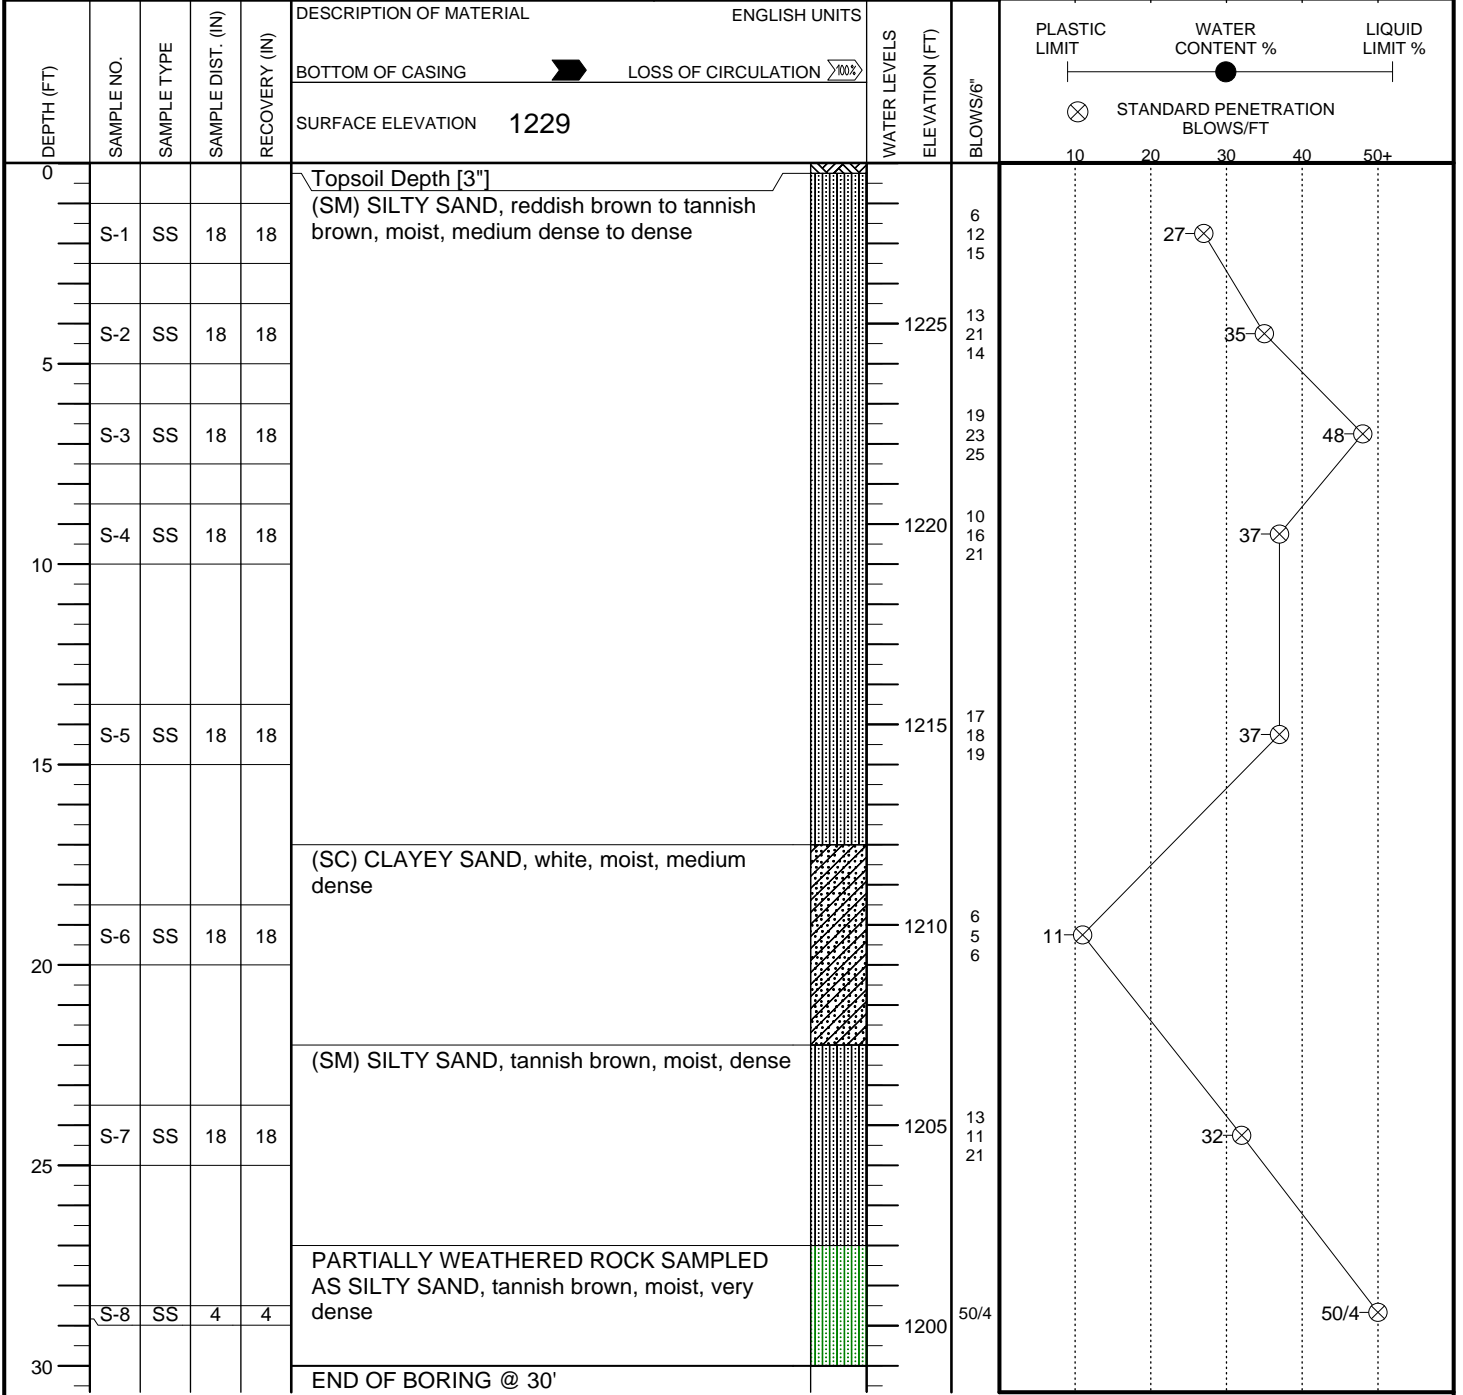 DESCRIPTION OF MATERIAL ENGLISH UNITS
BOTTOM OF CASING LOSS OF CIRCULATION 100%
SURFACE ELEVATION 1229
DEPTH (FT)
SAMPLE NO.
SAMPLE TYPE
SAMPLE DIST. (IN)
RECOVERY (IN)
WATER LEVELS
ELEVATION (FT)
BLOWS/6"
PLASTIC LIMIT
WATER CONTENT %
LIQUID LIMIT %
STANDARD PENETRATION
BLOWS/FT
10 20 30 40 50+
0
Topsoil Depth [3"]
(SM) SILTY SAND, reddish brown to tannish
brown, moist, medium dense to dense
S-1 SS 18 18
6
12
15
27
S-2 SS 18 18
1225
13
21
14
35
5
S-3 SS 18 18
19
23
25
48
S-4 SS 18 18
1220
10
16
21
37
10
S-5 SS 18 18
1215
17
18
19
37
15
(SC) CLAYEY SAND, white, moist, medium
dense
S-6 SS 18 18
1210
6
5
6
11
20
(SM) SILTY SAND, tannish brown, moist, dense
S-7 SS 18 18
1205
13
11
21
32
25
PARTIALLY WEATHERED ROCK SAMPLED
AS SILTY SAND, tannish brown, moist, very
dense
S-8 SS 4 4
1200
50/4
50/4
30
END OF BORING @ 30'